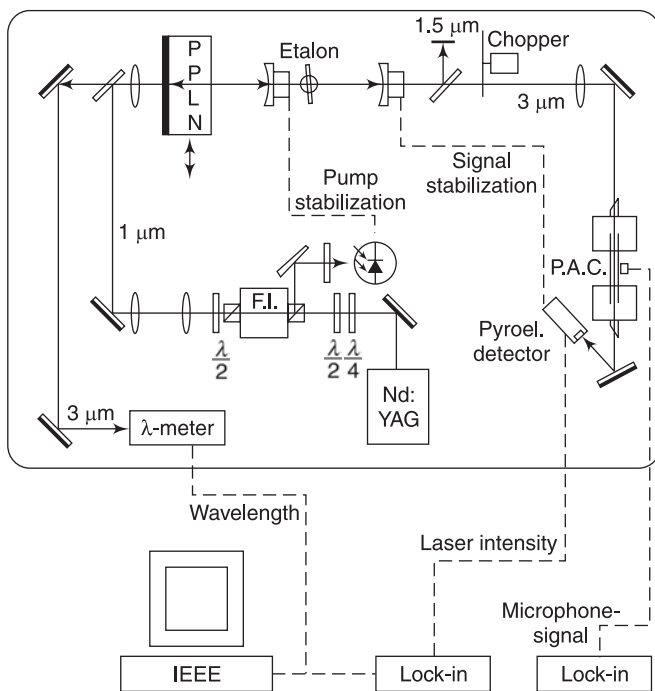 1.5 μm
Chopper
Etalon
P
P
L
N
3 μm
Signal
stabilization
Pump
stabilization
1 μm
P.A.C.
F.I.
Pyroel.
detector
λ/2
λ/2
λ/4
Nd:
YAG
3 μm
λ-meter
Wavelength
Laser intensity
Microphone-
signal
IEEE
Lock-in
Lock-in